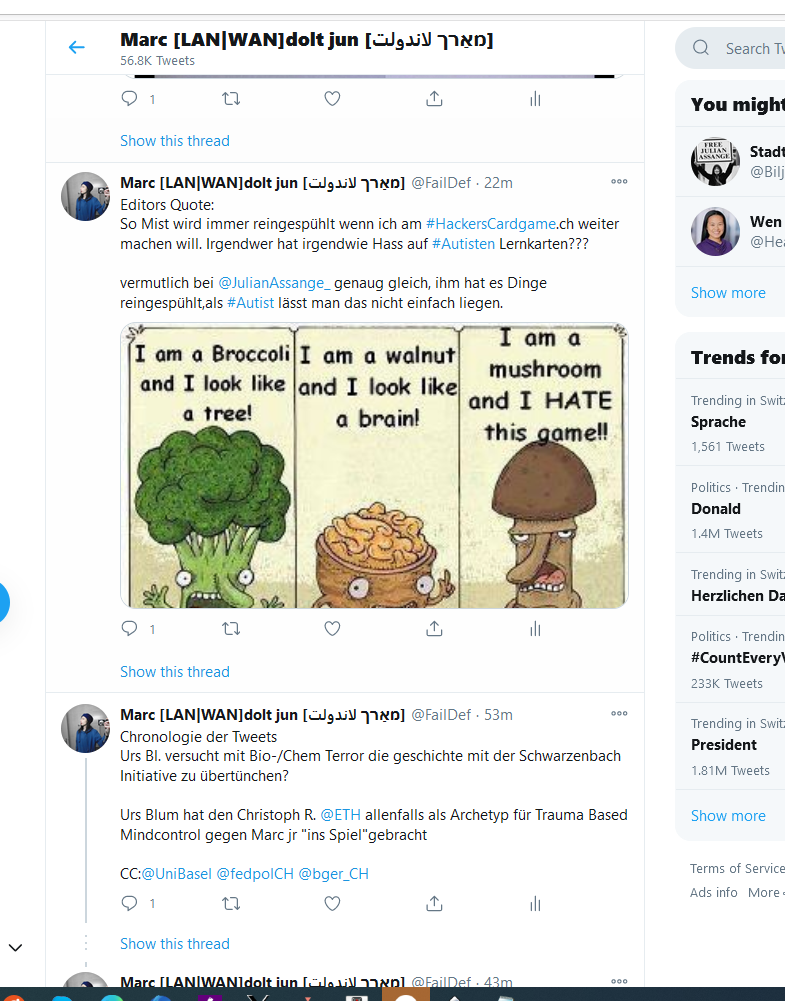 Marc [LAN|WAN]dolt jun [מאַרך لاندولت]
56.8K Tweets
1
Show this thread
Marc [LAN|WAN]dolt jun [מאַרך لاندولت] @FailDef · 22m
Editors Quote:
So Mist wird immer reingespühlt wenn ich am #HackersCardgame.ch weiter
machen will. Irgendwer hat irgendwie Hass auf #Autisten Lernkarten???
vermutlich bei @JulianAssange_ genaug gleich, ihm hat es Dinge
reingespühlt,als #Autist lässt man das nicht einfach liegen.
I am a Broccoli
and I look like
a tree!
I am a walnut
and I look like
a brain!
I am a
mushroom
and I HATE
this game!!
1
Show this thread
Marc [LAN|WAN]dolt jun [מאַרך لاندولت] @FailDef · 53m
Chronologie der Tweets
Urs Bl. versucht mit Bio-/Chem Terror die geschichte mit der Schwarzenbach
Initiative zu übertünchen?
Urs Blum hat den Christoph R. @ETH allenfalls als Archetyp für Trauma Based
Mindcontrol gegen Marc jr "ins Spiel"gebracht
CC:@UniBasel @fedpolCH @bger_CH
1
Show this thread
Marc [LAN|WAN]dolt jun [מאַרך لاندولت] @FailDef · 43m
Search Tw
You might
FREE
JULIAN
ASSANGE
Stadt
@Bilj
Wen
@Hea
Show more
Trends for
Trending in Switz
Sprache
1,561 Tweets
Politics · Trendin
Donald
1.4M Tweets
Trending in Switz
Herzlichen Da
Politics · Trendin
#CountEveryV
233K Tweets
Trending in Switz
President
1.81M Tweets
Show more
Terms of Service
Ads info More